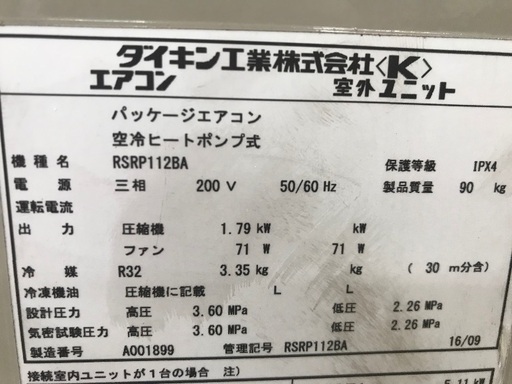 ダイキン工業株式会社〈K〉
エアコン 室外ユニット
パッケージエアコン
空冷ヒートポンプ式
機種名 RSRP112BA 保護等級 IPX4
電源 三相 200 V 50/60 Hz 製品質量 90 kg
運転電流
出力 圧縮機 1.79 kW kW
ファン 71 W 71 W
冷媒 R32 3.35 kg kg ( 30 m分含)
冷凍機油 圧縮機に記載 L L
設計圧力 高圧 3.60 MPa 低圧 2.26 MPa
気密試験圧力 高圧 3.60 MPa 低圧 2.26 MPa
製造番号 A001899 管理記号 RSRP112BA 16/09
接続室内ユニットが1台の場合 注)
5.11kW